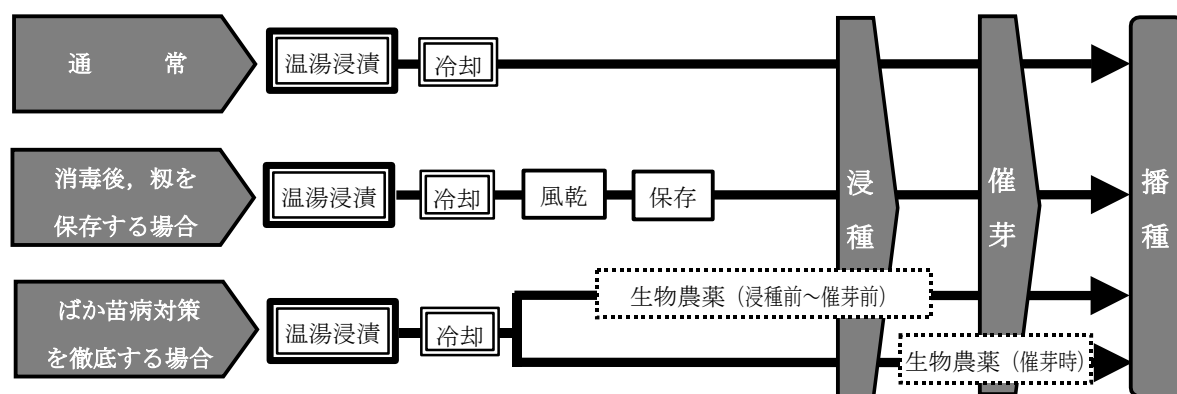 通　　常
温湯浸漬
冷却
消毒後，籾を
保存する場合
温湯浸漬
冷却
風乾
保存
ばか苗病対策
を徹底する場合
温湯浸漬
冷却
生物農薬（浸種前～催芽前）
生物農薬（催芽時）
浸種
催芽
播種